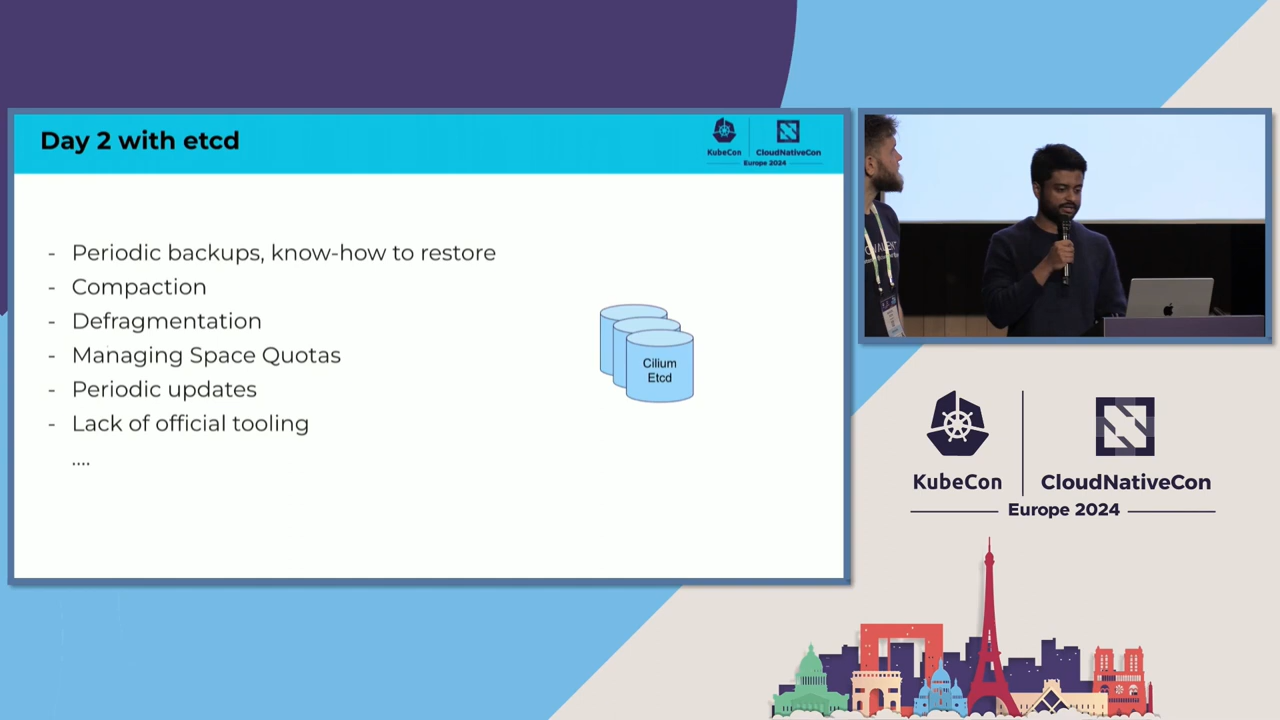 Day 2 with etcd
KubeCon
CloudNativeCon
Europe 2024
- Periodic backups, know-how to restore
- Compaction
- Defragmentation
- Managing Space Quotas
- Periodic updates
- Lack of official tooling
....
Cilium
Etcd
KubeCon
CloudNativeCon
Europe 2024